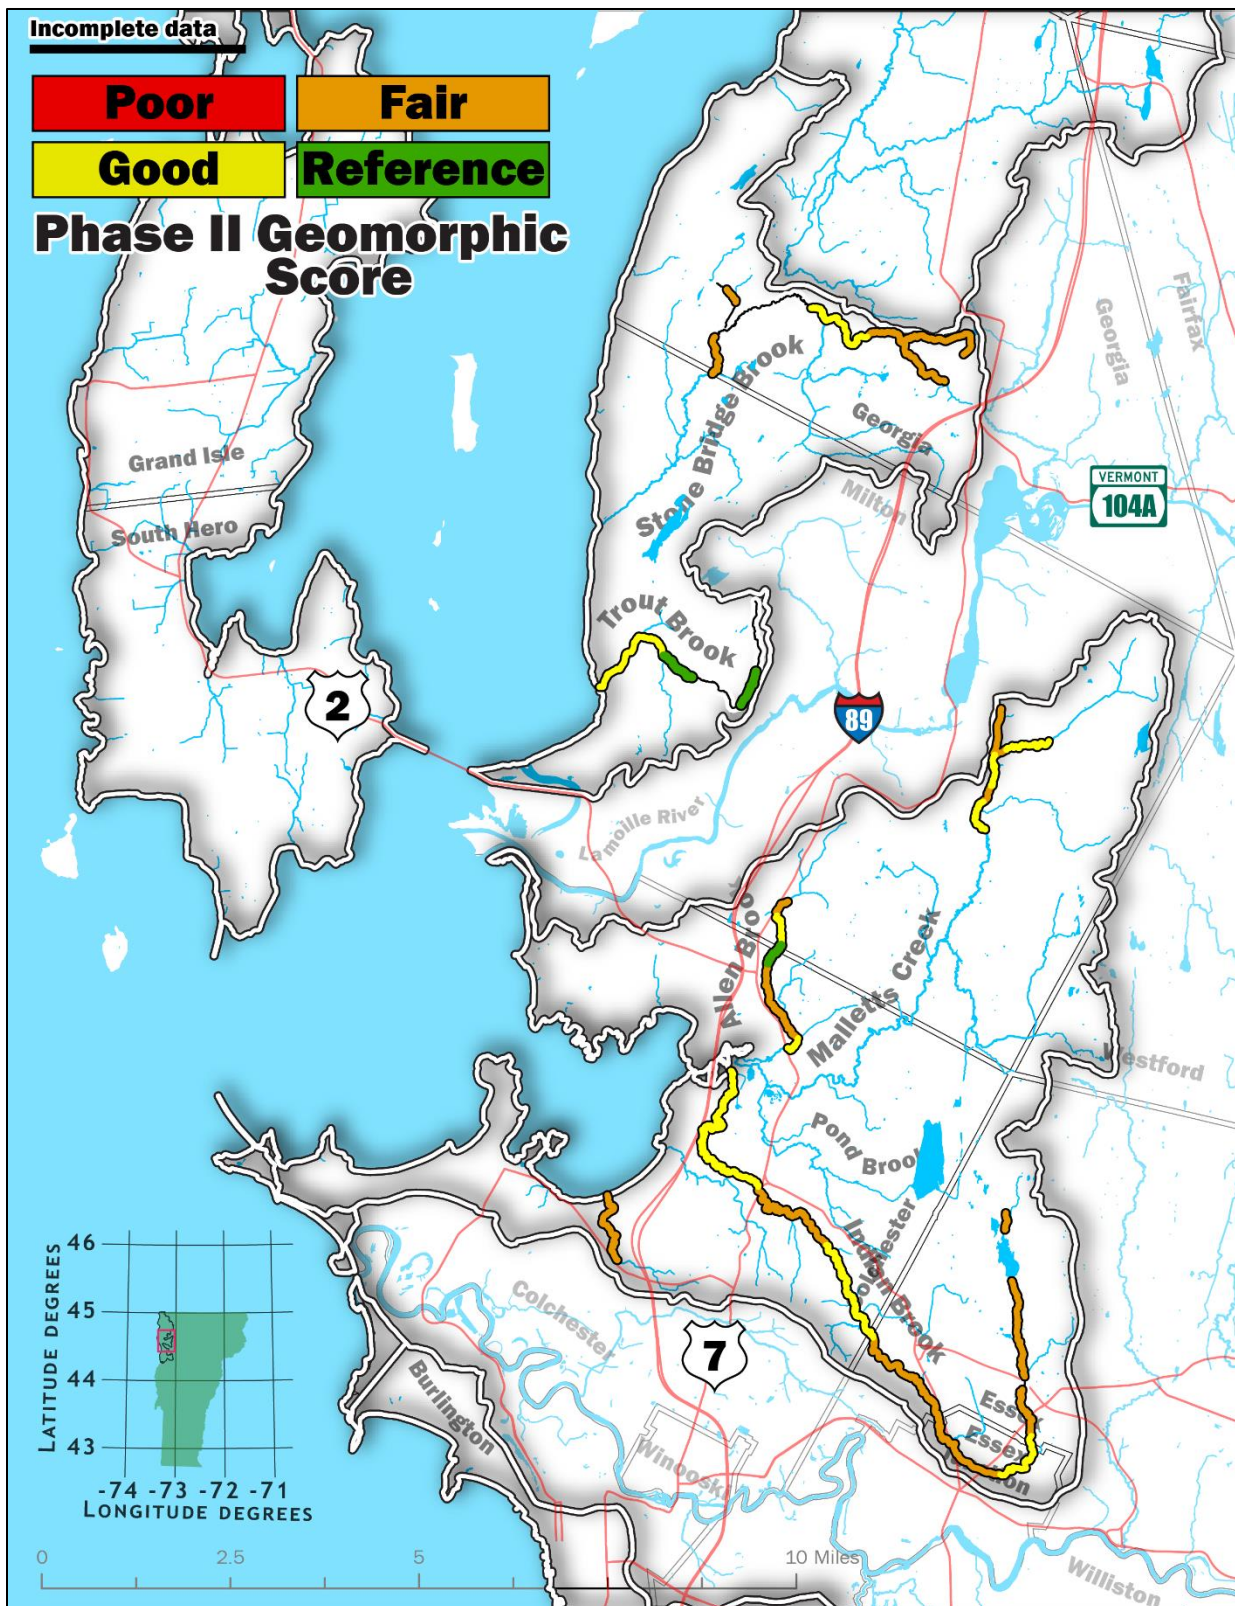 Incomplete data
Poor
Fair
Good
Reference
Phase II Geomorphic
Score
Fairfax
Georgia
Stone Bridge Brook
Georgia
Milton
VERMONT
104A
Grand Isle
South Hero
Trout Brook
2
89
Lamoille River
Allen Brook
Malletts Creek
Westford
Pond Brook
Colchester
Indian Brook
Colchester
7
Burlington
Winooski
Essex
Essex
Junction
Williston
46
45
44
43
LATITUDE DEGREES
-74 -73 -72 -71
LONGITUDE DEGREES
0 2.5 5 10 Miles